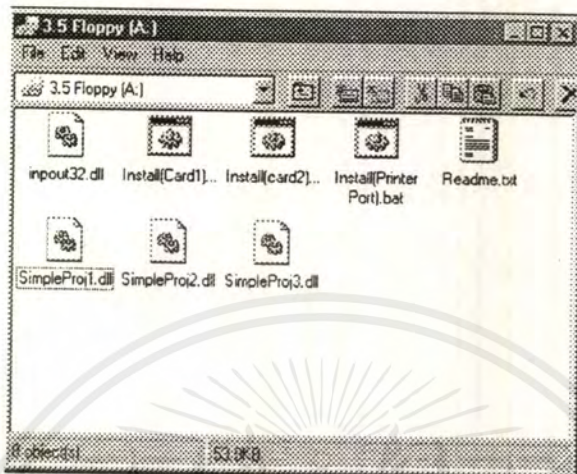 3.5 Floppy (A:)
File Edit View Help
3.5 Floppy (A:)
inpout32.dll Install(Card1)... Install(card2)... Install(Printer Port).bat Readme.txt
SimpleProj1.dll SimpleProj2.dll SimpleProj3.dll
8 object(s) 53.9KB